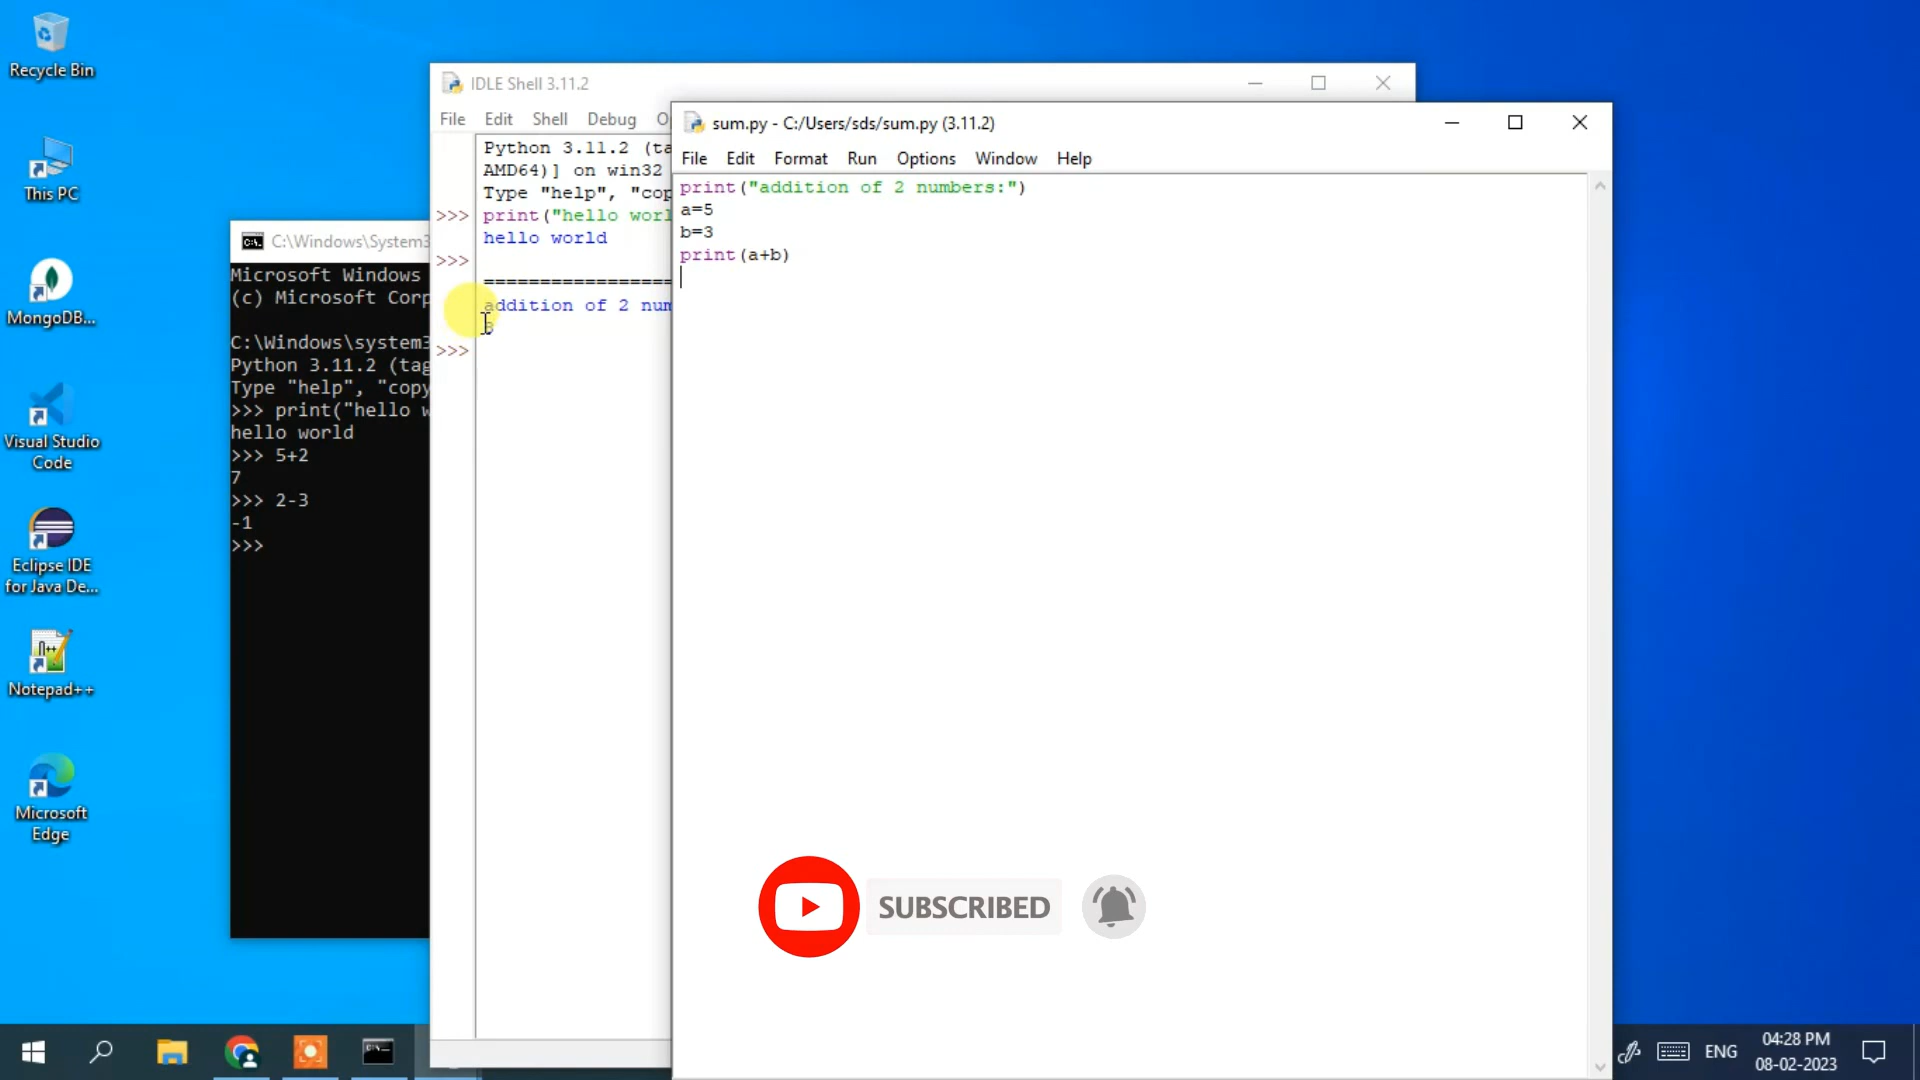 Recycle Bin
This PC
MongoDB...
Visual Studio
Code
Eclipse IDE
for Java De...
Notepad++
Microsoft
Edge
C:\Windows\System3
Microsoft Windows
(c) Microsoft Corp
C:\Windows\system3
Python 3.11.2 (tag
Type "help", "copy
>>> print("hello w
hello world
>>> 5+2
7
>>> 2-3
-1
>>>
IDLE Shell 3.11.2
File Edit Shell Debug O
Python 3.11.2 (ta
AMD64)] on win32
Type "help", "cop
>>> print("hello worl
hello world
>>>
=================
addition of 2 num
8
>>>
sum.py - C:/Users/sds/sum.py (3.11.2)
File Edit Format Run Options Window Help
print("addition of 2 numbers:")
a=5
b=3
print(a+b)
SUBSCRIBED
ENG
04:28 PM
08-02-2023